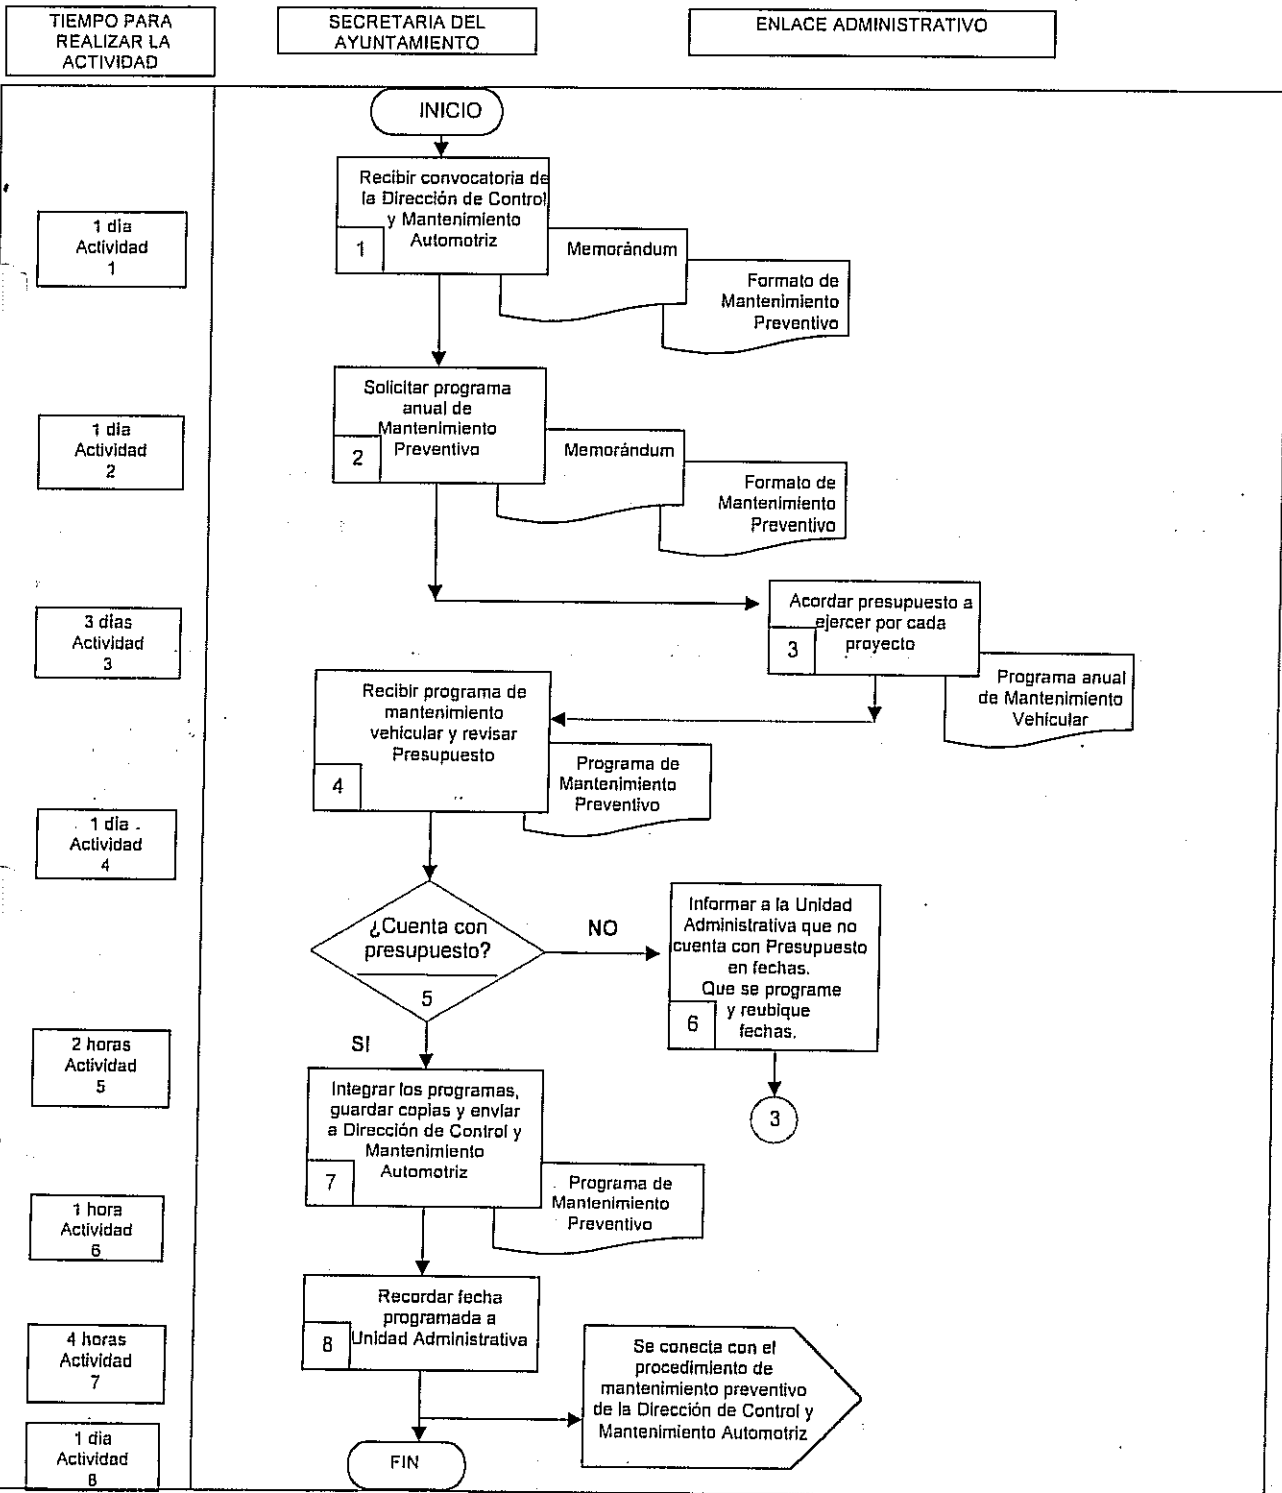 TIEMPO PARA
REALIZAR LA
ACTIVIDAD
SECRETARIA DEL
AYUNTAMIENTO
ENLACE ADMINISTRATIVO
INICIO
Recibir convocatoria de
la Dirección de Control
y Mantenimiento
Automotriz
1
Memorándum
Formato de
Mantenimiento
Preventivo
1 dia
Actividad
1
Solicitar programa
anual de
Mantenimiento
Preventivo
2
Memorándum
Formato de
Mantenimiento
Preventivo
1 dia
Actividad
2
Acordar presupuesto a
ejercer por cada
proyecto
3
Programa anual
de Mantenimiento
Vehicular
3 dias
Actividad
3
Recibir programa de
mantenimiento
vehicular y revisar
Presupuesto
4
Programa de
Mantenimiento
Preventivo
1 dia
Actividad
4
¿Cuenta con
presupuesto?
5
NO
SI
Informar a la Unidad
Administrativa que no
cuenta con Presupuesto
en fechas.
Que se programe
y reubique
fechas.
6
3
2 horas
Actividad
5
Integrar los programas,
guardar copias y enviar
a Dirección de Control y
Mantenimiento
Automotriz
7
Programa de
Mantenimiento
Preventivo
1 hora
Actividad
6
Recordar fecha
programada a
Unidad Administrativa
8
4 horas
Actividad
7
Se conecta con el
procedimiento de
mantenimiento preventivo
de la Dirección de Control y
Mantenimiento Automotriz
1 dia
Actividad
8
FIN